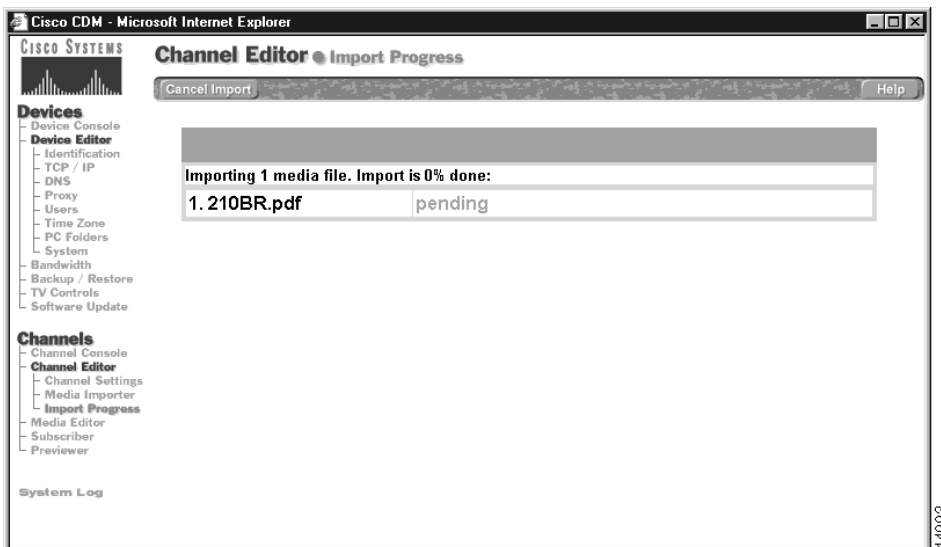 Cisco CDM - Microsoft Internet Explorer
CISCO SYSTEMS
Channel Editor Import Progress
Cancel Import
Help
Devices
Device Console
Device Editor
Identification
TCP / IP
DNS
Proxy
Users
Time Zone
PC Folders
System
Bandwidth
Backup / Restore
TV Controls
Software Update
Channels
Channel Console
Channel Editor
Channel Settings
Media Importer
Import Progress
Media Editor
Subscriber
Previewer
System Log
Importing 1 media file. Import is 0% done:
1. 210BR.pdf pending